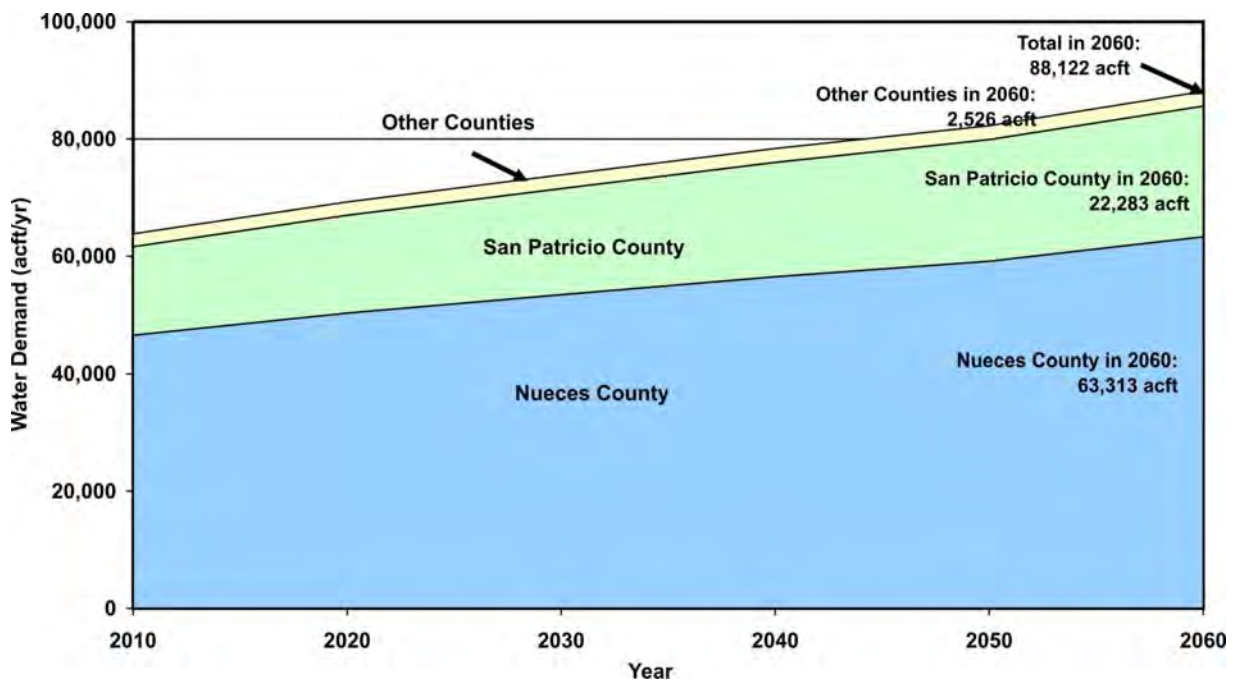 100,000
80,000
60,000
40,000
20,000
0
Water Demand (acft/yr)
Total in 2060:
88,122 acft
Other Counties in 2060:
2,526 acft
Other Counties
San Patricio County in 2060:
22,283 acft
San Patricio County
Nueces County in 2060:
63,313 acft
Nueces County
2010 2020 2030 2040 2050 2060
Year